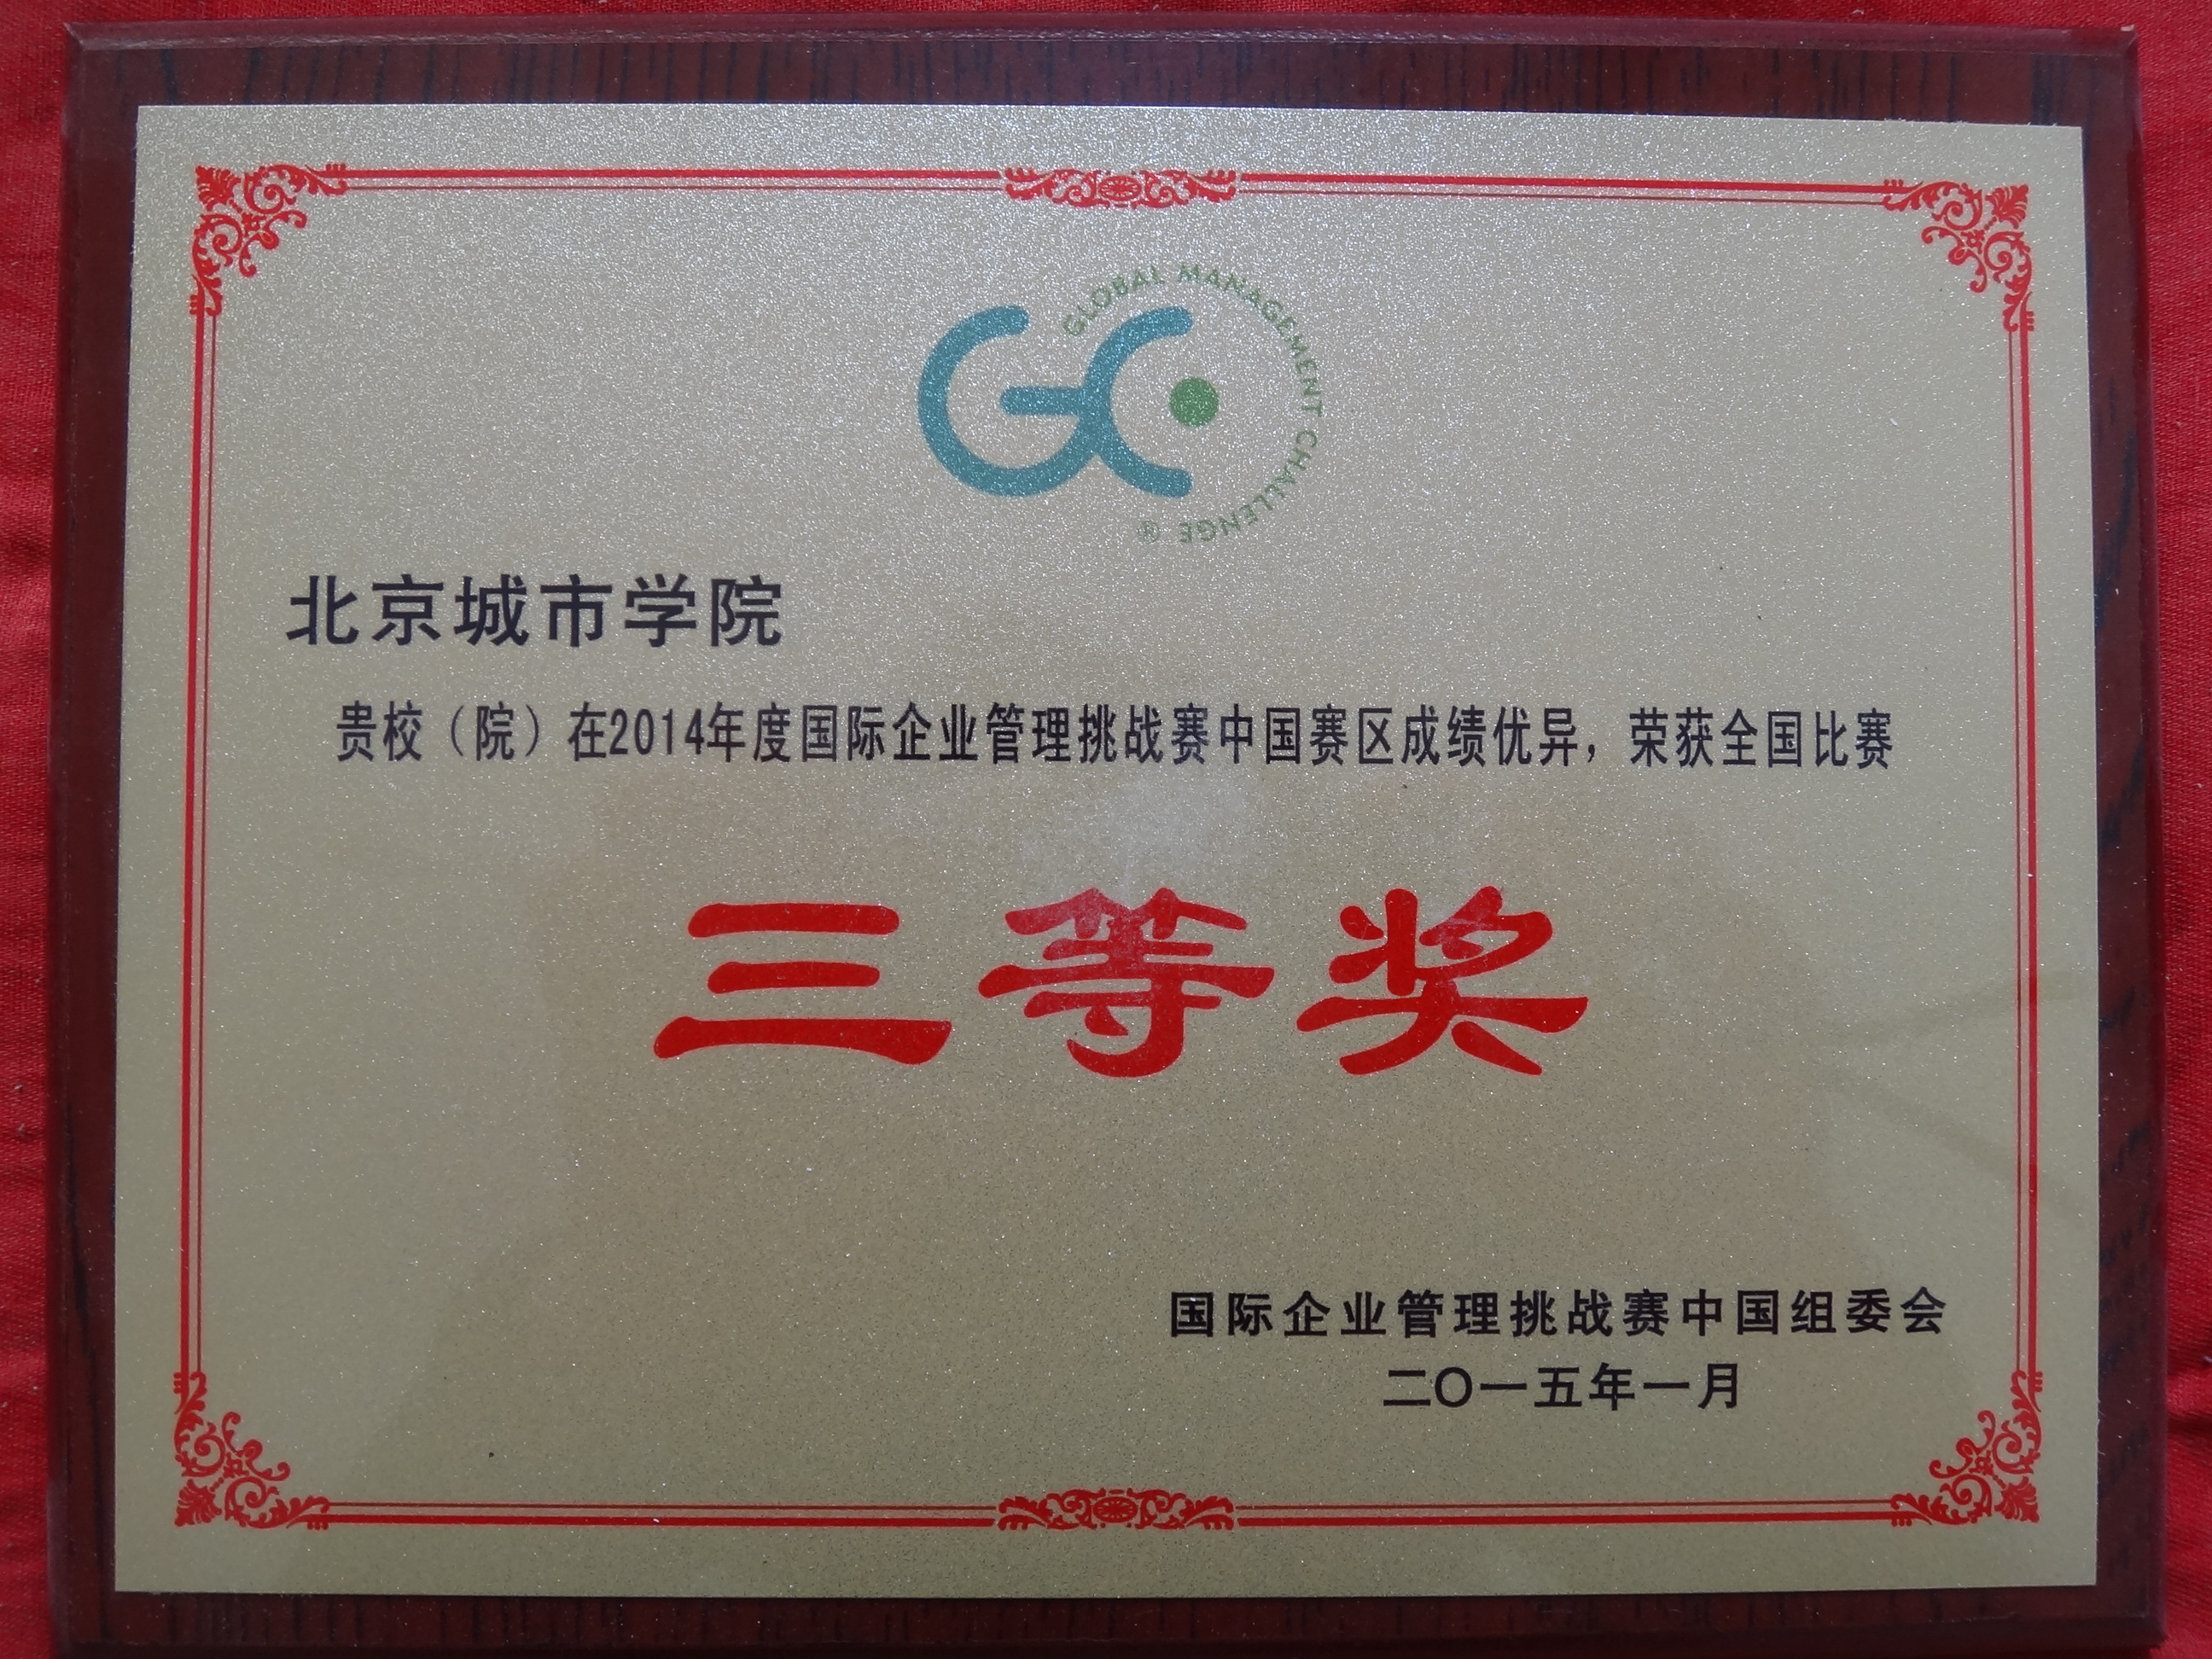 GLOBAL MANAGEMENT CHALLENGE ®
GC
北京城市学院
贵校（院）在2014年度国际企业管理挑战赛中国赛区成绩优异，荣获全国比赛
三等奖
国际企业管理挑战赛中国组委会
二〇一五年一月